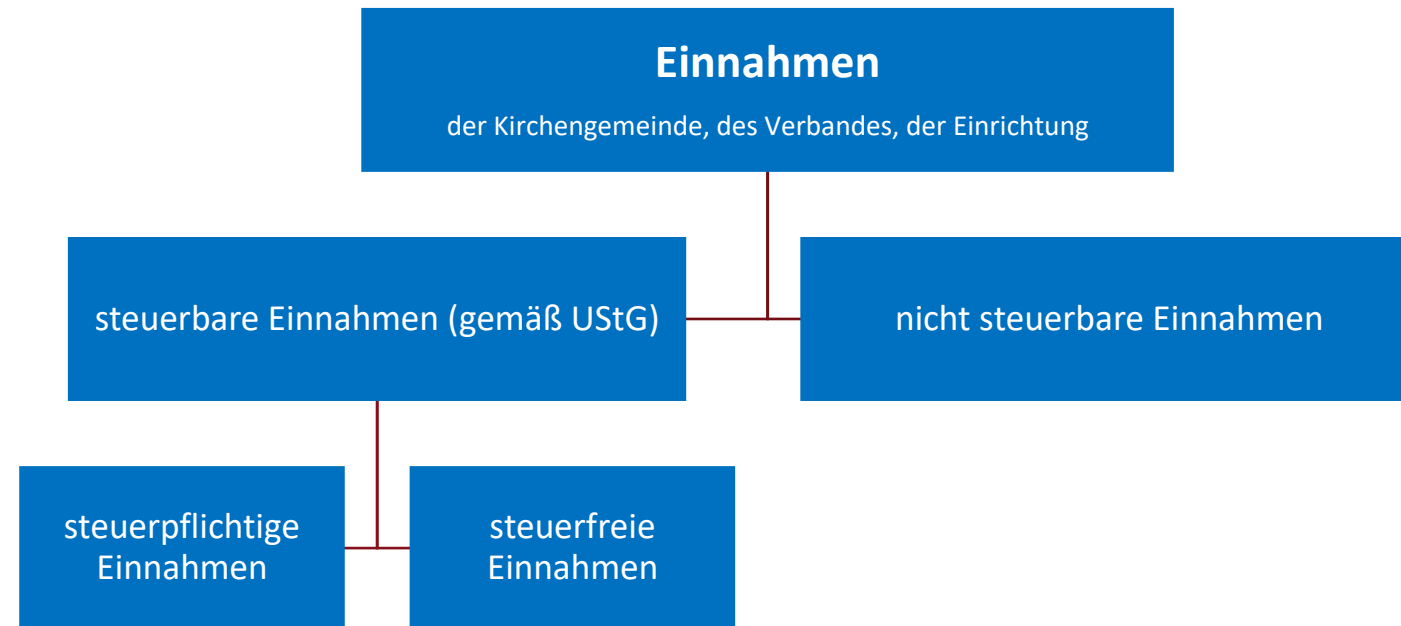 Einnahmen
der Kirchengemeinde, des Verbandes, der Einrichtung
steuerbare Einnahmen (gemäß UStG)
nicht steuerbare Einnahmen
steuerpflichtige
Einnahmen
steuerfreie
Einnahmen